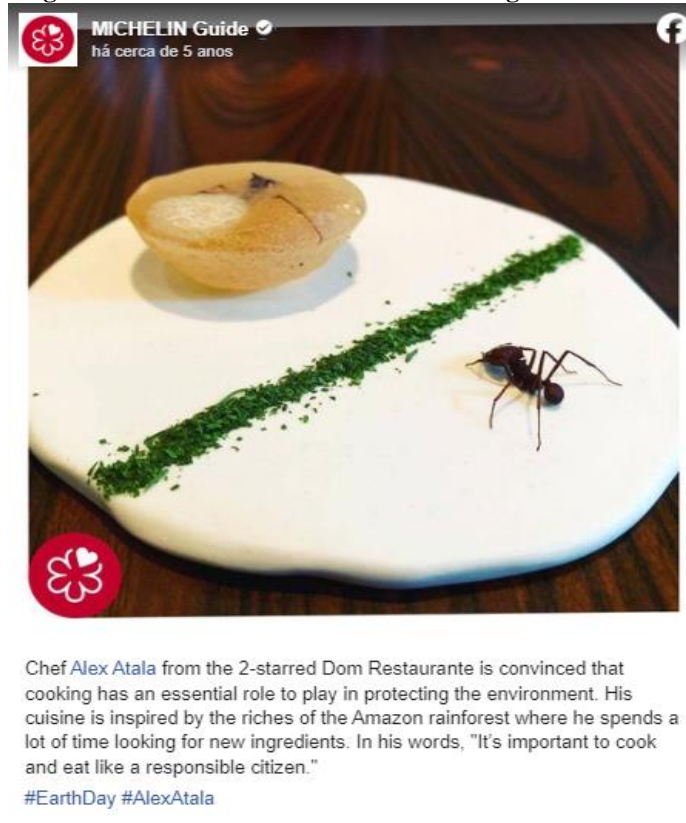 MICHELIN Guide
há cerca de 5 anos
Chef Alex Atala from the 2-starred Dom Restaurante is convinced that
cooking has an essential role to play in protecting the environment. His
cuisine is inspired by the riches of the Amazon rainforest where he spends a
lot of time looking for new ingredients. In his words, "It's important to cook
and eat like a responsible citizen."
#EarthDay #AlexAtala